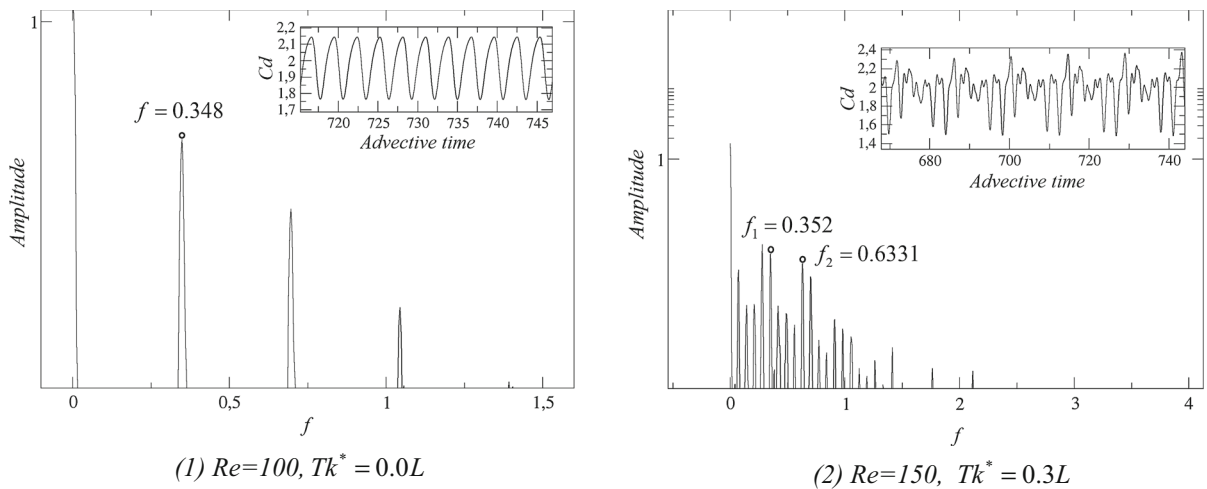 1
Amplitude
f = 0.348
2,2
2,1
2
1,9
1,8
1,7
Cd
720 725 730 735 740 745
Advective time
0 0,5 1 1,5
f
(1) Re=100, Tk* = 0.0L
1
Amplitude
2,4
2,2
2,0
1,8
1,6
1,4
Cd
680 700 720 740
Advective time
f₁ = 0.352
f₂ = 0.6331
0 1 2 3 4
f
(2) Re=150, Tk* = 0.3L